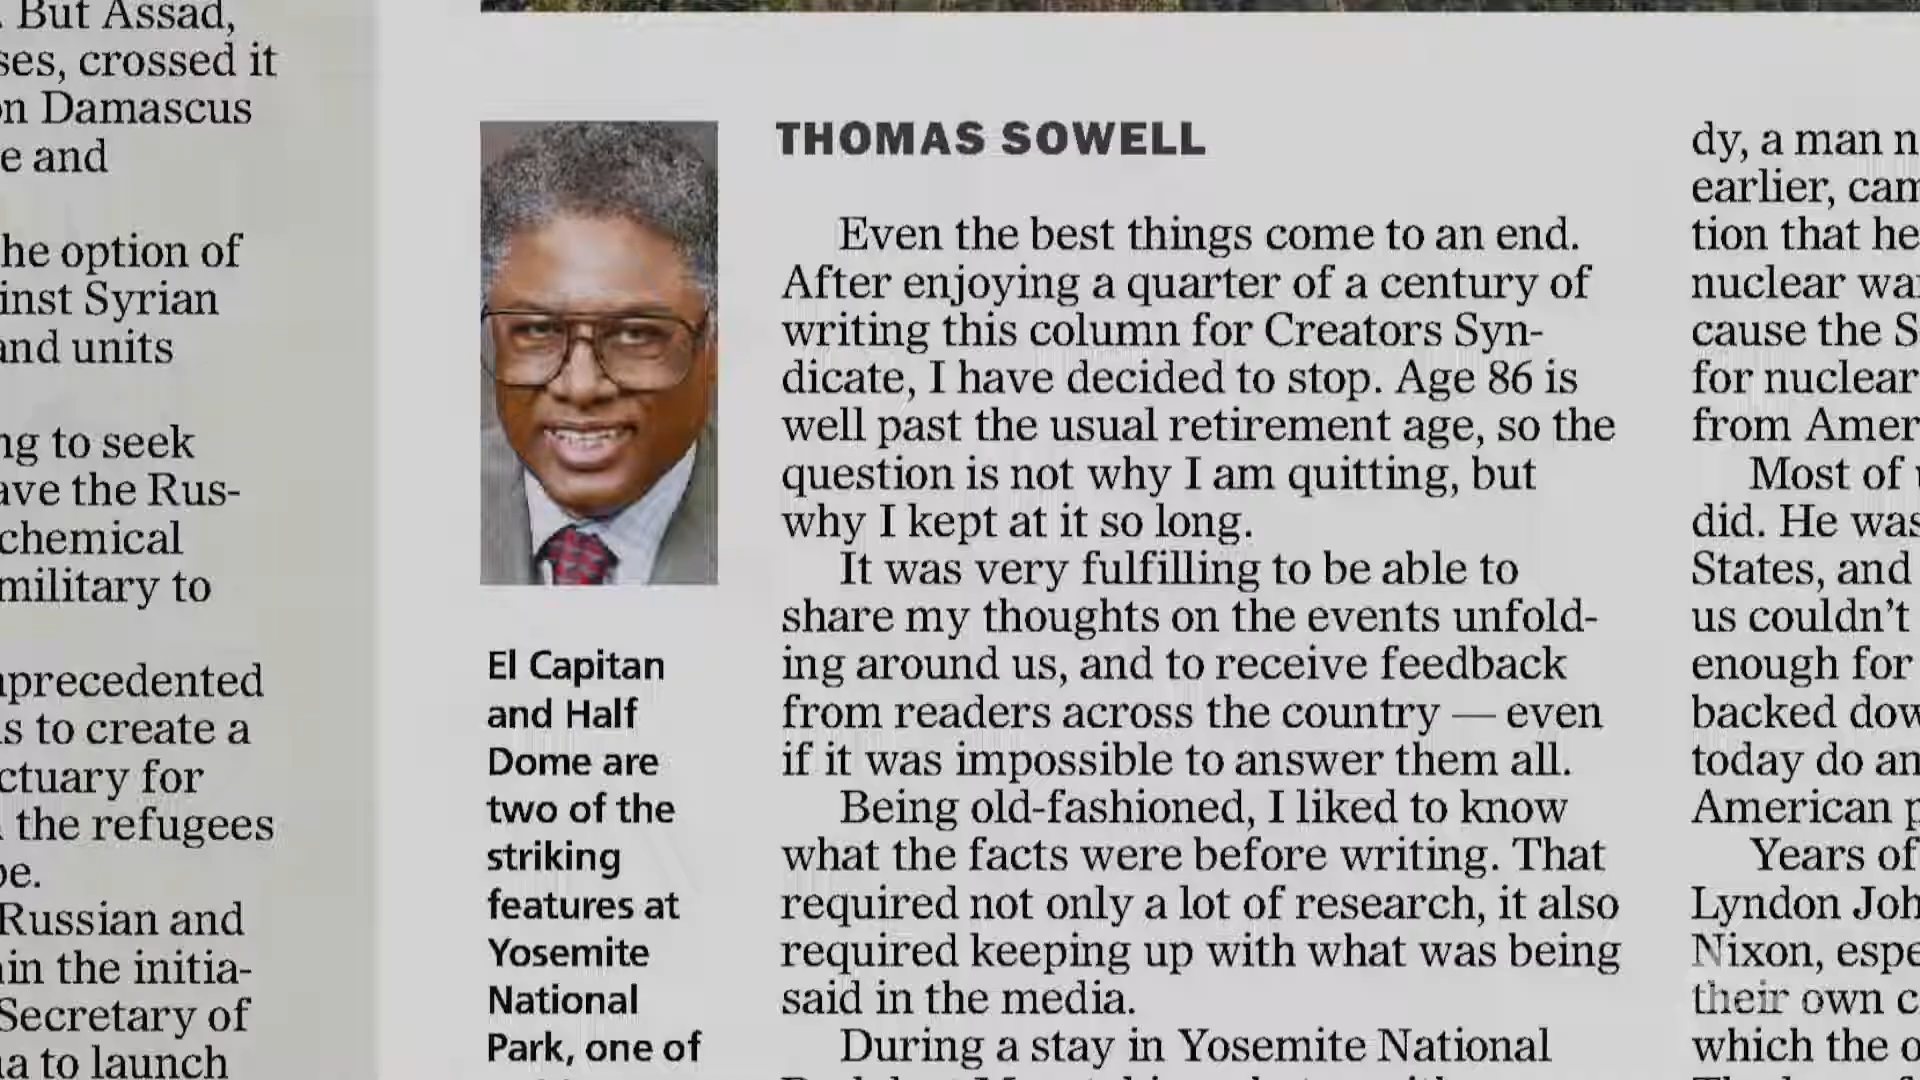 . But Assad,
ses, crossed it
on Damascus
e and
he option of
inst Syrian
and units
ng to seek
ave the Rus-
chemical
military to
nprecedented
s to create a
ctuary for
the refugees
be.
Russian and
in the initia-
Secretary of
na to launch
El Capitan
and Half
Dome are
two of the
striking
features at
Yosemite
National
Park, one of
THOMAS SOWELL
Even the best things come to an end.
After enjoying a quarter of a century of
writing this column for Creators Syn-
dicate, I have decided to stop. Age 86 is
well past the usual retirement age, so the
question is not why I am quitting, but
why I kept at it so long.
It was very fulfilling to be able to
share my thoughts on the events unfold-
ing around us, and to receive feedback
from readers across the country — even
if it was impossible to answer them all.
Being old-fashioned, I liked to know
what the facts were before writing. That
required not only a lot of research, it also
required keeping up with what was being
said in the media.
During a stay in Yosemite National
dy, a man n
earlier, cam
tion that he
nuclear war
cause the S
for nuclear
from Amer
Most of
did. He was
States, and
us couldn't
enough for
backed dow
today do an
American p
Years of
Lyndon Joh
Nixon, espe
their own c
which the o